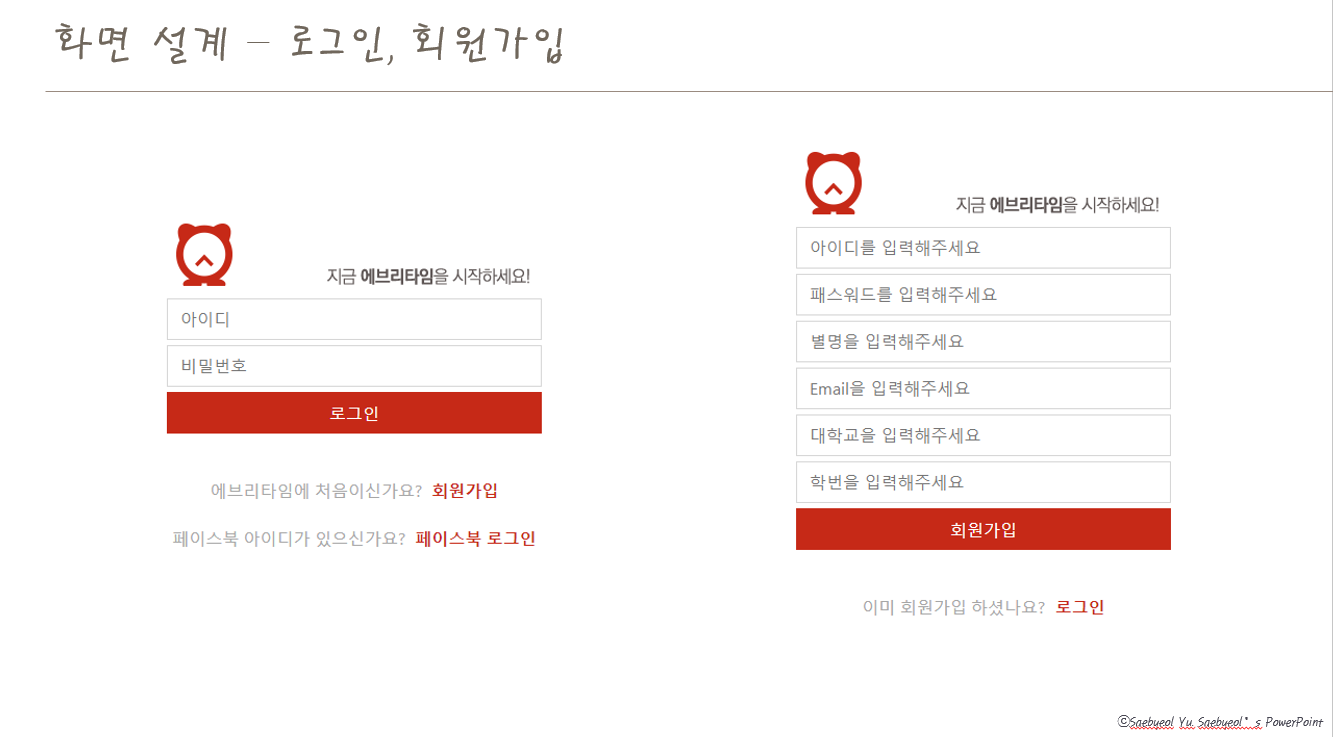 화면 설계 – 로그인, 회원가입
지금 에브리타임을 시작하세요!
아이디
비밀번호
로그인
에브리타임에 처음이신가요? 회원가입
페이스북 아이디가 있으신가요? 페이스북 로그인
지금 에브리타임을 시작하세요!
아이디를 입력해주세요
패스워드를 입력해주세요
별명을 입력해주세요
Email을 입력해주세요
대학교을 입력해주세요
학번을 입력해주세요
회원가입
이미 회원가입 하셨나요? 로그인
ⓒSaebyeol Yu. Saebyeol’s PowerPoint